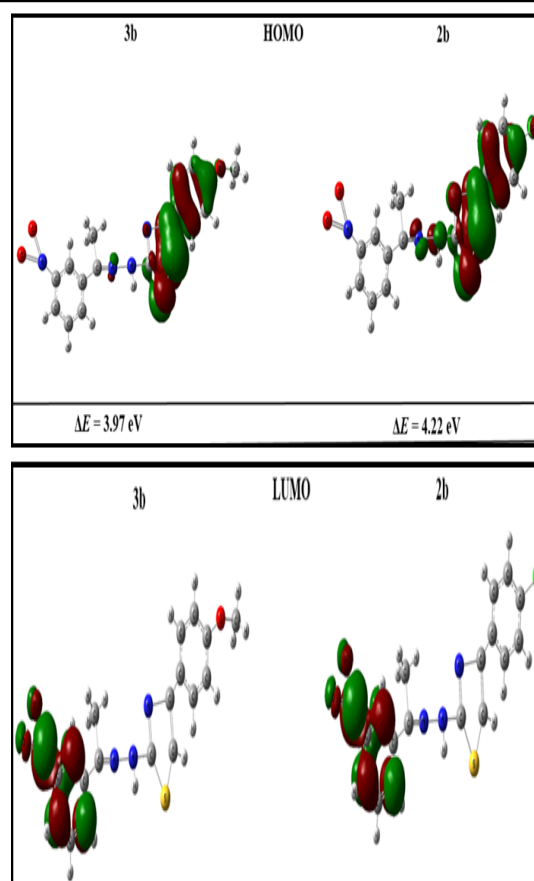 3b HOMO 2b
ΔE = 3.97 eV ΔE = 4.22 eV
3b LUMO 2b